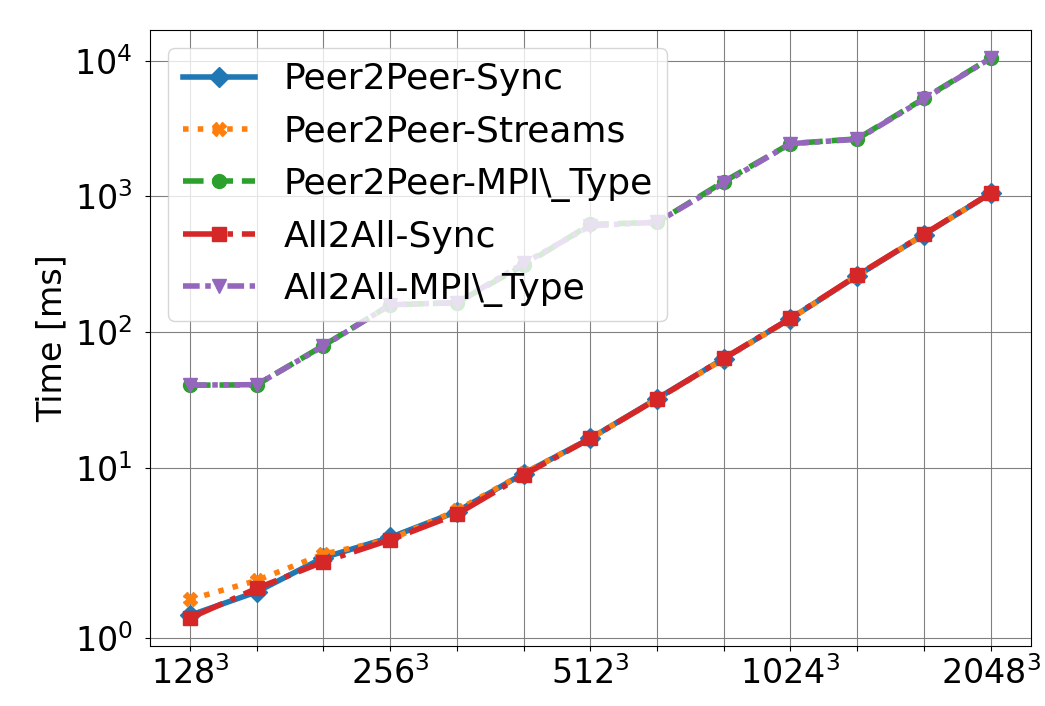 10⁴
10³
10²
10¹
10⁰
Time [ms]
Peer2Peer-Sync
Peer2Peer-Streams
Peer2Peer-MPI\_Type
All2All-Sync
All2All-MPI\_Type
128³ 256³ 512³ 1024³ 2048³